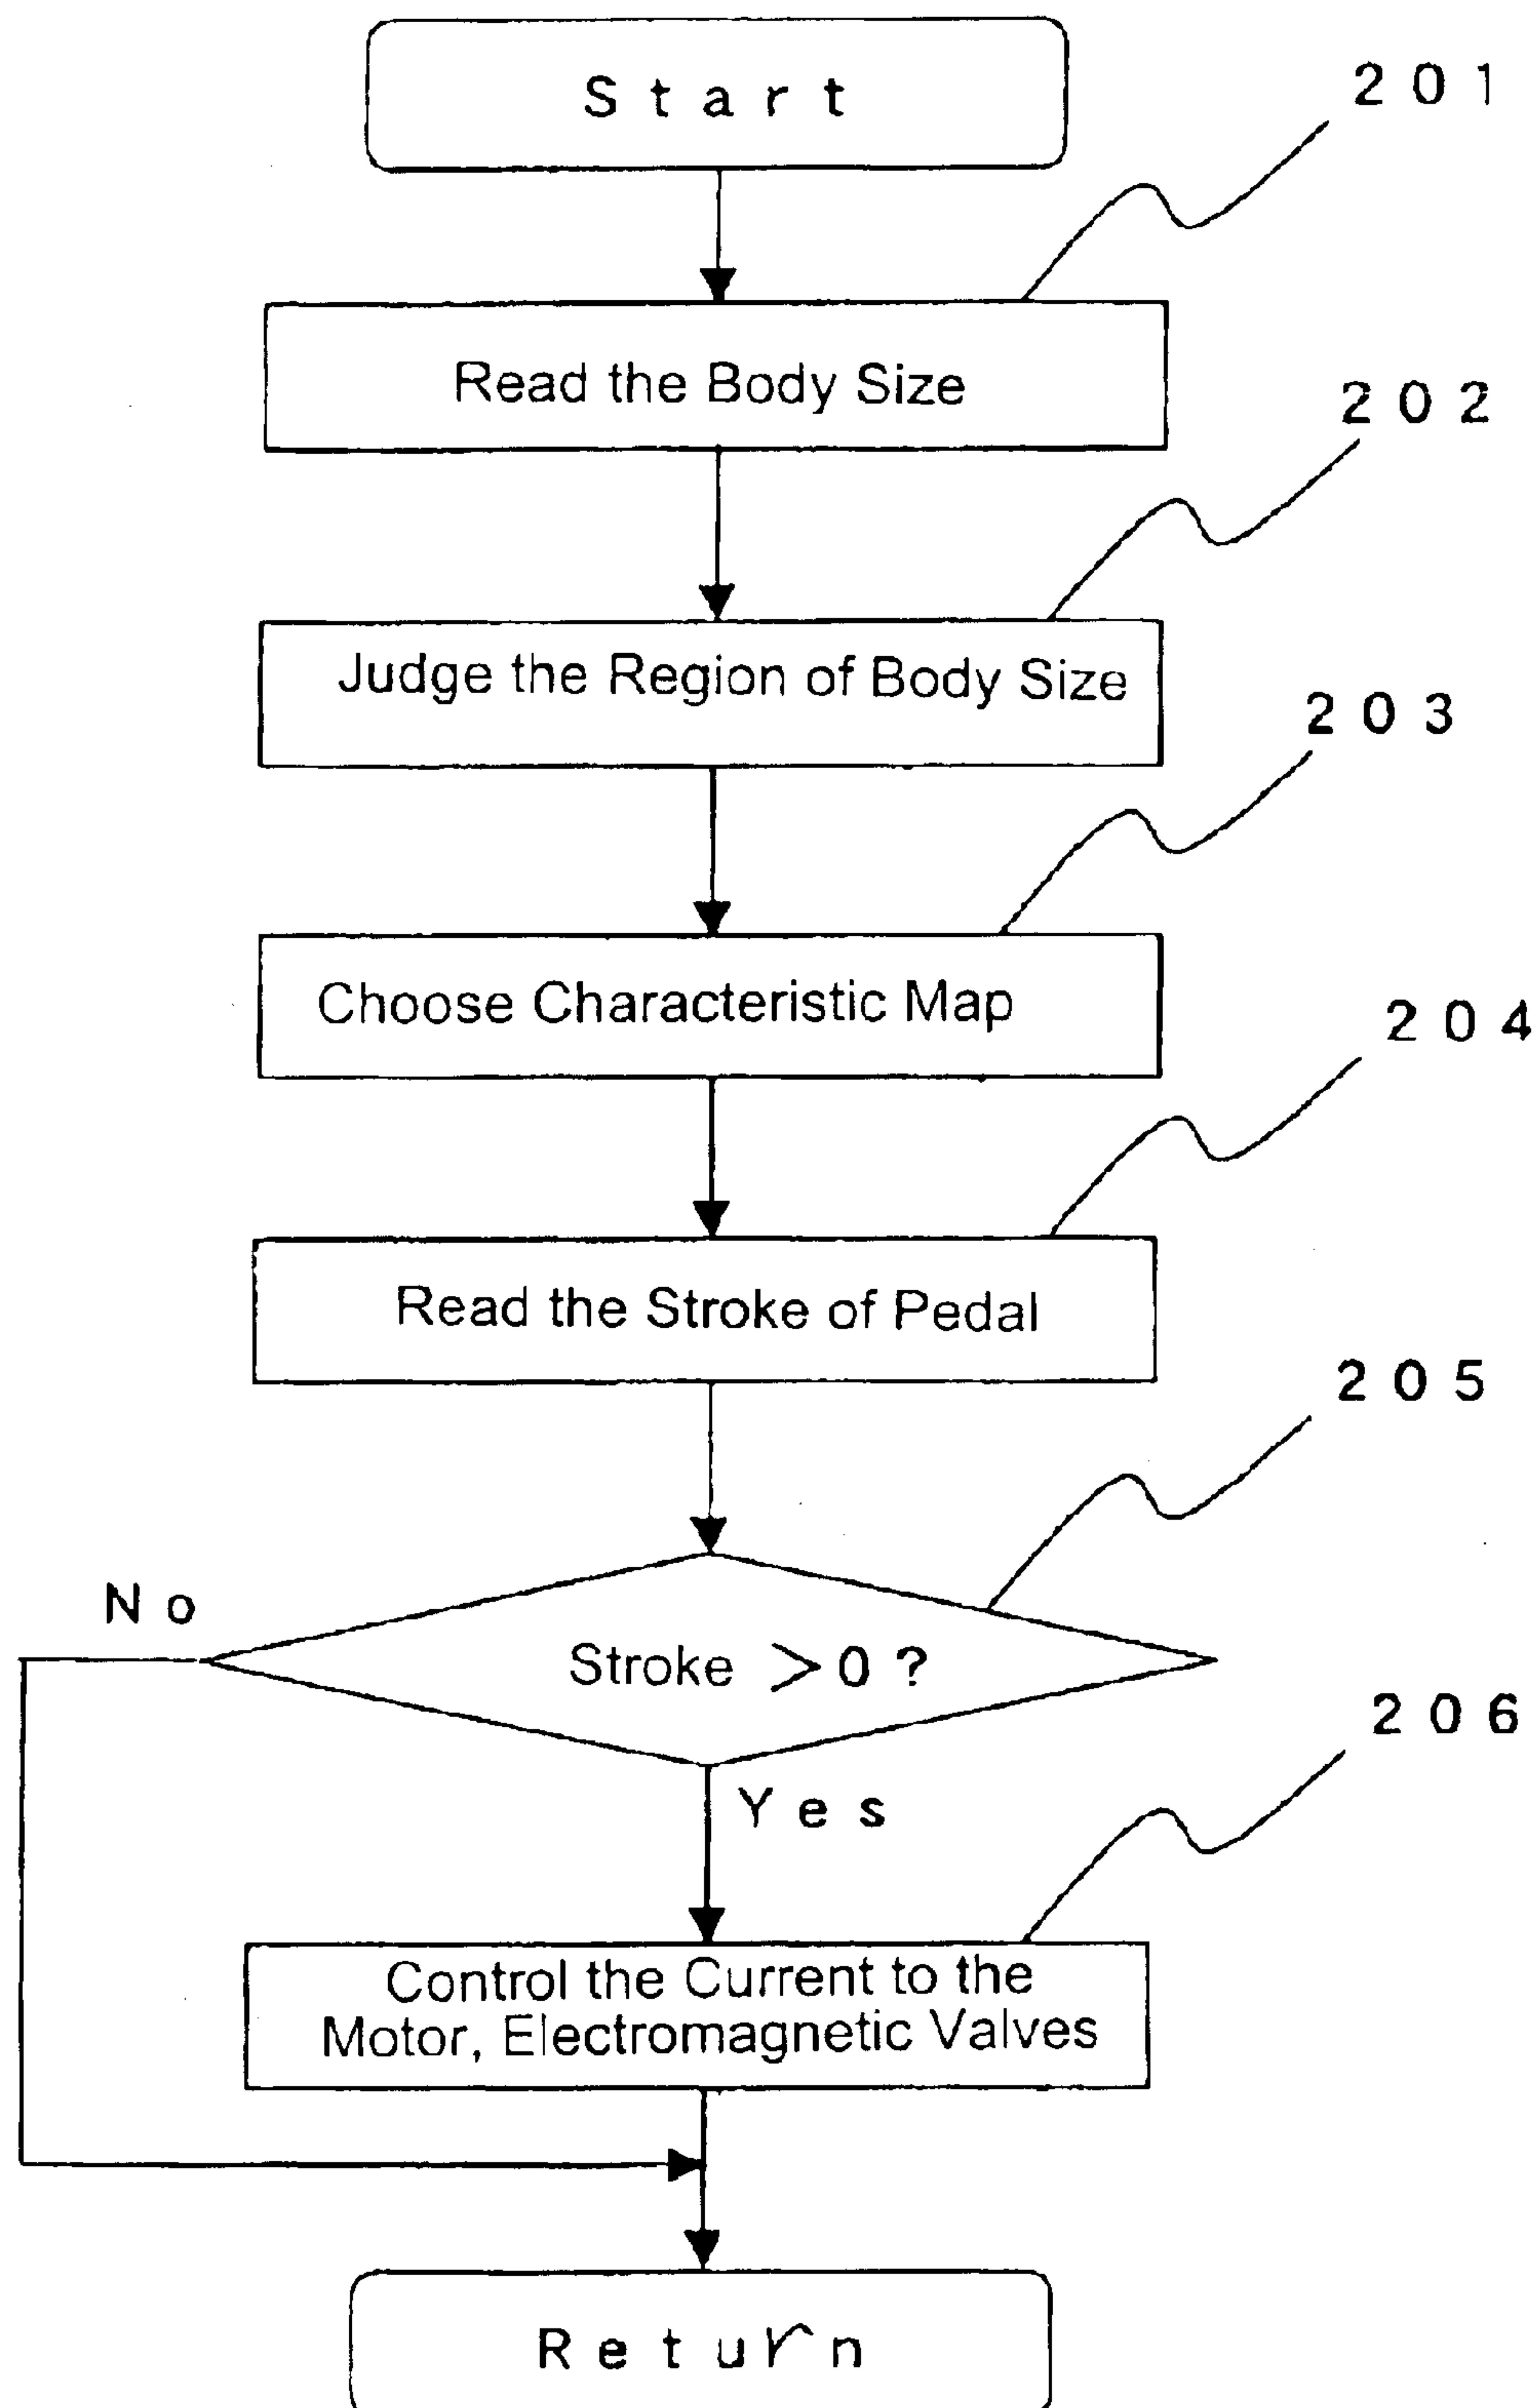 Start
201
Read the Body Size
202
Judge the Region of Body Size
203
Choose Characteristic Map
204
Read the Stroke of Pedal
205
No
Stroke >0?
206
Yes
Control the Current to the
Motor, Electromagnetic Valves
Return